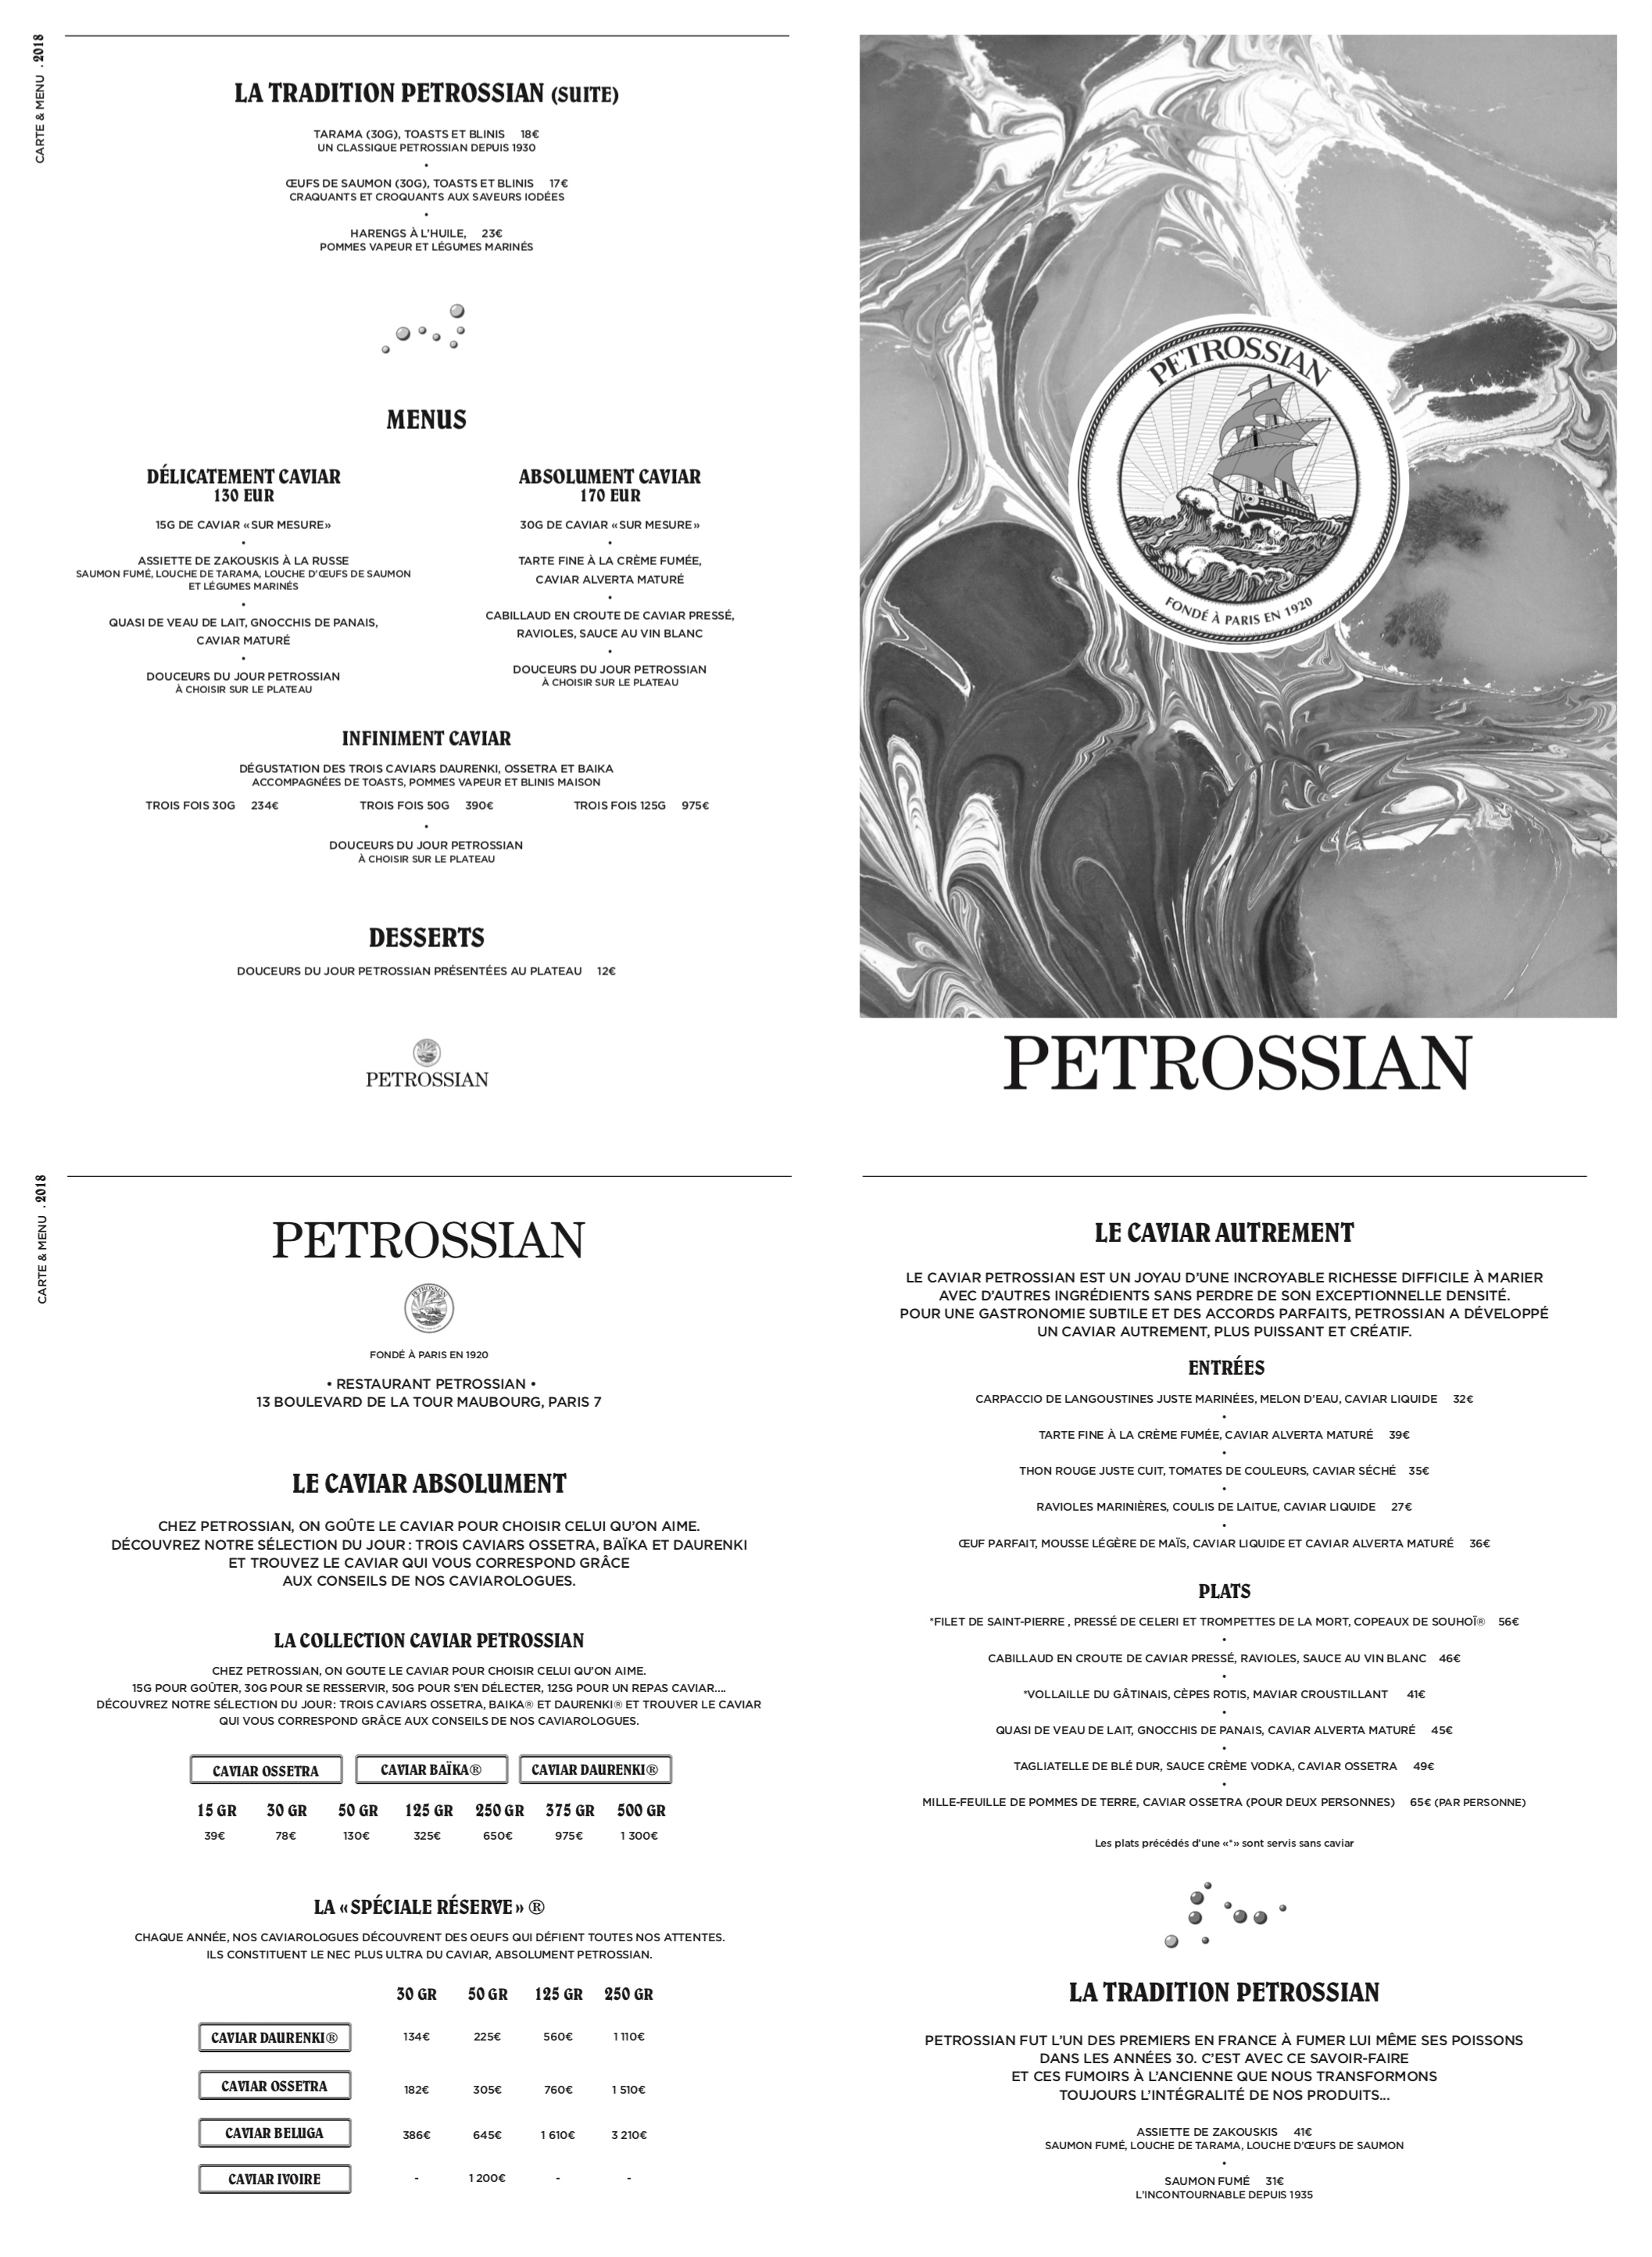 CARTE & MENU . 2018
LA TRADITION PETROSSIAN (SUITE)
TARAMA (30G), TOASTS ET BLINIS 18€
UN CLASSIQUE PETROSSIAN DEPUIS 1930
•
ŒUFS DE SAUMON (30G), TOASTS ET BLINIS 17€
CRAQUANTS ET CROQUANTS AUX SAVEURS IODÉES
•
HARENGS À L'HUILE, 23€
POMMES VAPEUR ET LÉGUMES MARINÉS
MENUS
DÉLICATEMENT CAVIAR
130 EUR
15G DE CAVIAR «SUR MESURE»
•
ASSIETTE DE ZAKOUSKIS À LA RUSSE
SAUMON FUMÉ, LOUCHE DE TARAMA, LOUCHE D'ŒUFS DE SAUMON
ET LÉGUMES MARINÉS
•
QUASI DE VEAU DE LAIT, GNOCCHIS DE PANAIS,
CAVIAR MATURÉ
•
DOUCEURS DU JOUR PETROSSIAN
À CHOISIR SUR LE PLATEAU
ABSOLUMENT CAVIAR
170 EUR
30G DE CAVIAR «SUR MESURE»
•
TARTE FINE À LA CRÈME FUMÉE,
CAVIAR ALVERTA MATURÉ
•
CABILLAUD EN CROUTE DE CAVIAR PRESSÉ,
RAVIOLES, SAUCE AU VIN BLANC
•
DOUCEURS DU JOUR PETROSSIAN
À CHOISIR SUR LE PLATEAU
INFINIMENT CAVIAR
DÉGUSTATION DES TROIS CAVIARS DAURENKI, OSSETRA ET BAIKA
ACCOMPAGNÉES DE TOASTS, POMMES VAPEUR ET BLINIS MAISON
TROIS FOIS 30G 234€ TROIS FOIS 50G 390€ TROIS FOIS 125G 975€
•
DOUCEURS DU JOUR PETROSSIAN
À CHOISIR SUR LE PLATEAU
DESSERTS
DOUCEURS DU JOUR PETROSSIAN PRÉSENTÉES AU PLATEAU 12€
PETROSSIAN
PETROSSIAN
FONDÉ À PARIS EN 1920
PETROSSIAN
CARTE & MENU . 2018
PETROSSIAN
PETROSSIAN
FONDÉ À PARIS EN 1920
• RESTAURANT PETROSSIAN •
13 BOULEVARD DE LA TOUR MAUBOURG, PARIS 7
LE CAVIAR ABSOLUMENT
CHEZ PETROSSIAN, ON GOÛTE LE CAVIAR POUR CHOISIR CELUI QU'ON AIME.
DÉCOUVREZ NOTRE SÉLECTION DU JOUR : TROIS CAVIARS OSSETRA, BAÏKA ET DAURENKI
ET TROUVEZ LE CAVIAR QUI VOUS CORRESPOND GRÂCE
AUX CONSEILS DE NOS CAVIAROLOGUES.
LA COLLECTION CAVIAR PETROSSIAN
CHEZ PETROSSIAN, ON GOUTE LE CAVIAR POUR CHOISIR CELUI QU'ON AIME.
15G POUR GOÛTER, 30G POUR SE RESSERVIR, 50G POUR S'EN DÉLECTER, 125G POUR UN REPAS CAVIAR....
DÉCOUVREZ NOTRE SÉLECTION DU JOUR: TROIS CAVIARS OSSETRA, BAIKA® ET DAURENKI® ET TROUVER LE CAVIAR
QUI VOUS CORRESPOND GRÂCE AUX CONSEILS DE NOS CAVIAROLOGUES.
CAVIAR OSSETRA CAVIAR BAÏKA® CAVIAR DAURENKI®
15 GR 30 GR 50 GR 125 GR 250 GR 375 GR 500 GR
39€ 78€ 130€ 325€ 650€ 975€ 1 300€
LA «SPÉCIALE RÉSERVE» ®
CHAQUE ANNÉE, NOS CAVIAROLOGUES DÉCOUVRENT DES OEUFS QUI DÉFIENT TOUTES NOS ATTENTES.
ILS CONSTITUENT LE NEC PLUS ULTRA DU CAVIAR, ABSOLUMENT PETROSSIAN.
30 GR 50 GR 125 GR 250 GR
CAVIAR DAURENKI® 134€ 225€ 560€ 1 110€
CAVIAR OSSETRA 182€ 305€ 760€ 1 510€
CAVIAR BELUGA 386€ 645€ 1 610€ 3 210€
CAVIAR IVOIRE - 1 200€ - -
LE CAVIAR AUTREMENT
LE CAVIAR PETROSSIAN EST UN JOYAU D'UNE INCROYABLE RICHESSE DIFFICILE À MARIER
AVEC D'AUTRES INGRÉDIENTS SANS PERDRE DE SON EXCEPTIONNELLE DENSITÉ.
POUR UNE GASTRONOMIE SUBTILE ET DES ACCORDS PARFAITS, PETROSSIAN A DÉVELOPPÉ
UN CAVIAR AUTREMENT, PLUS PUISSANT ET CRÉATIF.
ENTRÉES
CARPACCIO DE LANGOUSTINES JUSTE MARINÉES, MELON D'EAU, CAVIAR LIQUIDE 32€
•
TARTE FINE À LA CRÈME FUMÉE, CAVIAR ALVERTA MATURÉ 39€
•
THON ROUGE JUSTE CUIT, TOMATES DE COULEURS, CAVIAR SÉCHÉ 35€
•
RAVIOLES MARINIÈRES, COULIS DE LAITUE, CAVIAR LIQUIDE 27€
•
ŒUF PARFAIT, MOUSSE LÉGÈRE DE MAÏS, CAVIAR LIQUIDE ET CAVIAR ALVERTA MATURÉ 36€
PLATS
*FILET DE SAINT-PIERRE , PRESSÉ DE CELERI ET TROMPETTES DE LA MORT, COPEAUX DE SOUHOÏ® 56€
•
CABILLAUD EN CROUTE DE CAVIAR PRESSÉ, RAVIOLES, SAUCE AU VIN BLANC 46€
•
*VOLLAILLE DU GÂTINAIS, CÈPES ROTIS, MAVIAR CROUSTILLANT 41€
•
QUASI DE VEAU DE LAIT, GNOCCHIS DE PANAIS, CAVIAR ALVERTA MATURÉ 45€
•
TAGLIATELLE DE BLÉ DUR, SAUCE CRÈME VODKA, CAVIAR OSSETRA 49€
•
MILLE-FEUILLE DE POMMES DE TERRE, CAVIAR OSSETRA (POUR DEUX PERSONNES) 65€ (PAR PERSONNE)
Les plats précédés d'une «*» sont servis sans caviar
LA TRADITION PETROSSIAN
PETROSSIAN FUT L'UN DES PREMIERS EN FRANCE À FUMER LUI MÊME SES POISSONS
DANS LES ANNÉES 30. C'EST AVEC CE SAVOIR-FAIRE
ET CES FUMOIRS À L'ANCIENNE QUE NOUS TRANSFORMONS
TOUJOURS L'INTÉGRALITÉ DE NOS PRODUITS...
ASSIETTE DE ZAKOUSKIS 41€
SAUMON FUMÉ, LOUCHE DE TARAMA, LOUCHE D'ŒUFS DE SAUMON
•
SAUMON FUMÉ 31€
L'INCONTOURNABLE DEPUIS 1935